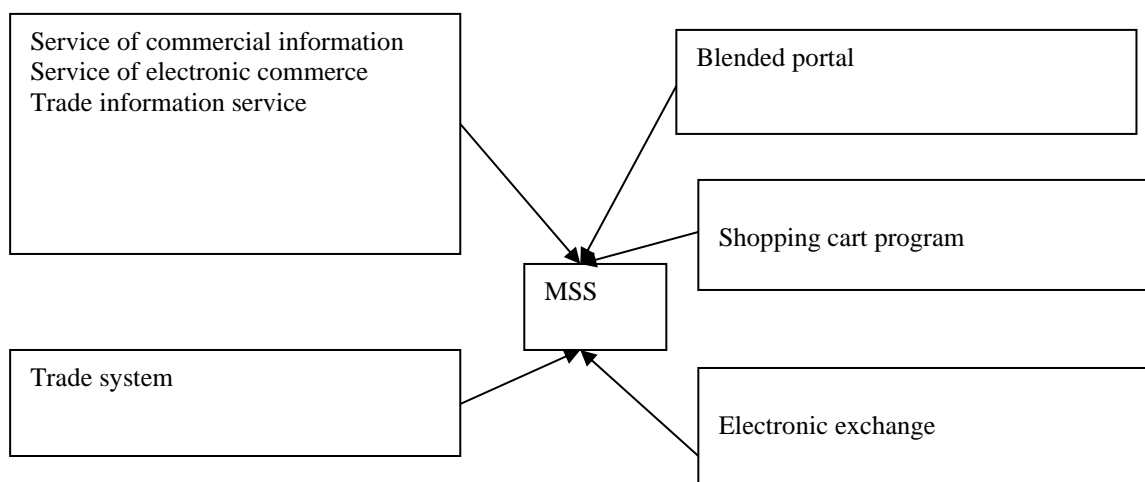 Service of commercial information
Service of electronic commerce
Trade information service
Blended portal
Shopping cart program
MSS
Trade system
Electronic exchange